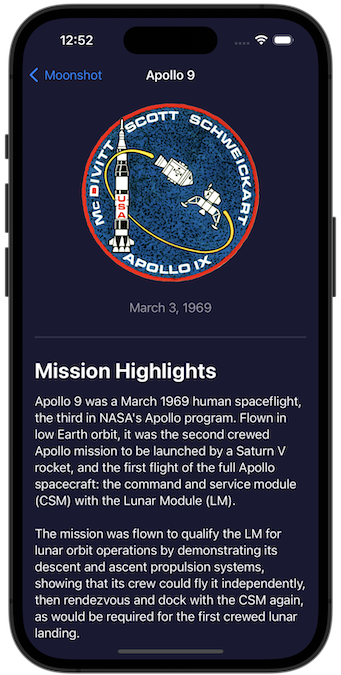 12:52
Moonshot
Apollo 9
Mc DIVITT SCOTT SCHWEICKART
USA
APOLLO IX
March 3, 1969
Mission Highlights
Apollo 9 was a March 1969 human spaceflight,
the third in NASA's Apollo program. Flown in
low Earth orbit, it was the second crewed
Apollo mission to be launched by a Saturn V
rocket, and the first flight of the full Apollo
spacecraft: the command and service module
(CSM) with the Lunar Module (LM).
The mission was flown to qualify the LM for
lunar orbit operations by demonstrating its
descent and ascent propulsion systems,
showing that its crew could fly it independently,
then rendezvous and dock with the CSM again,
as would be required for the first crewed lunar
landing.